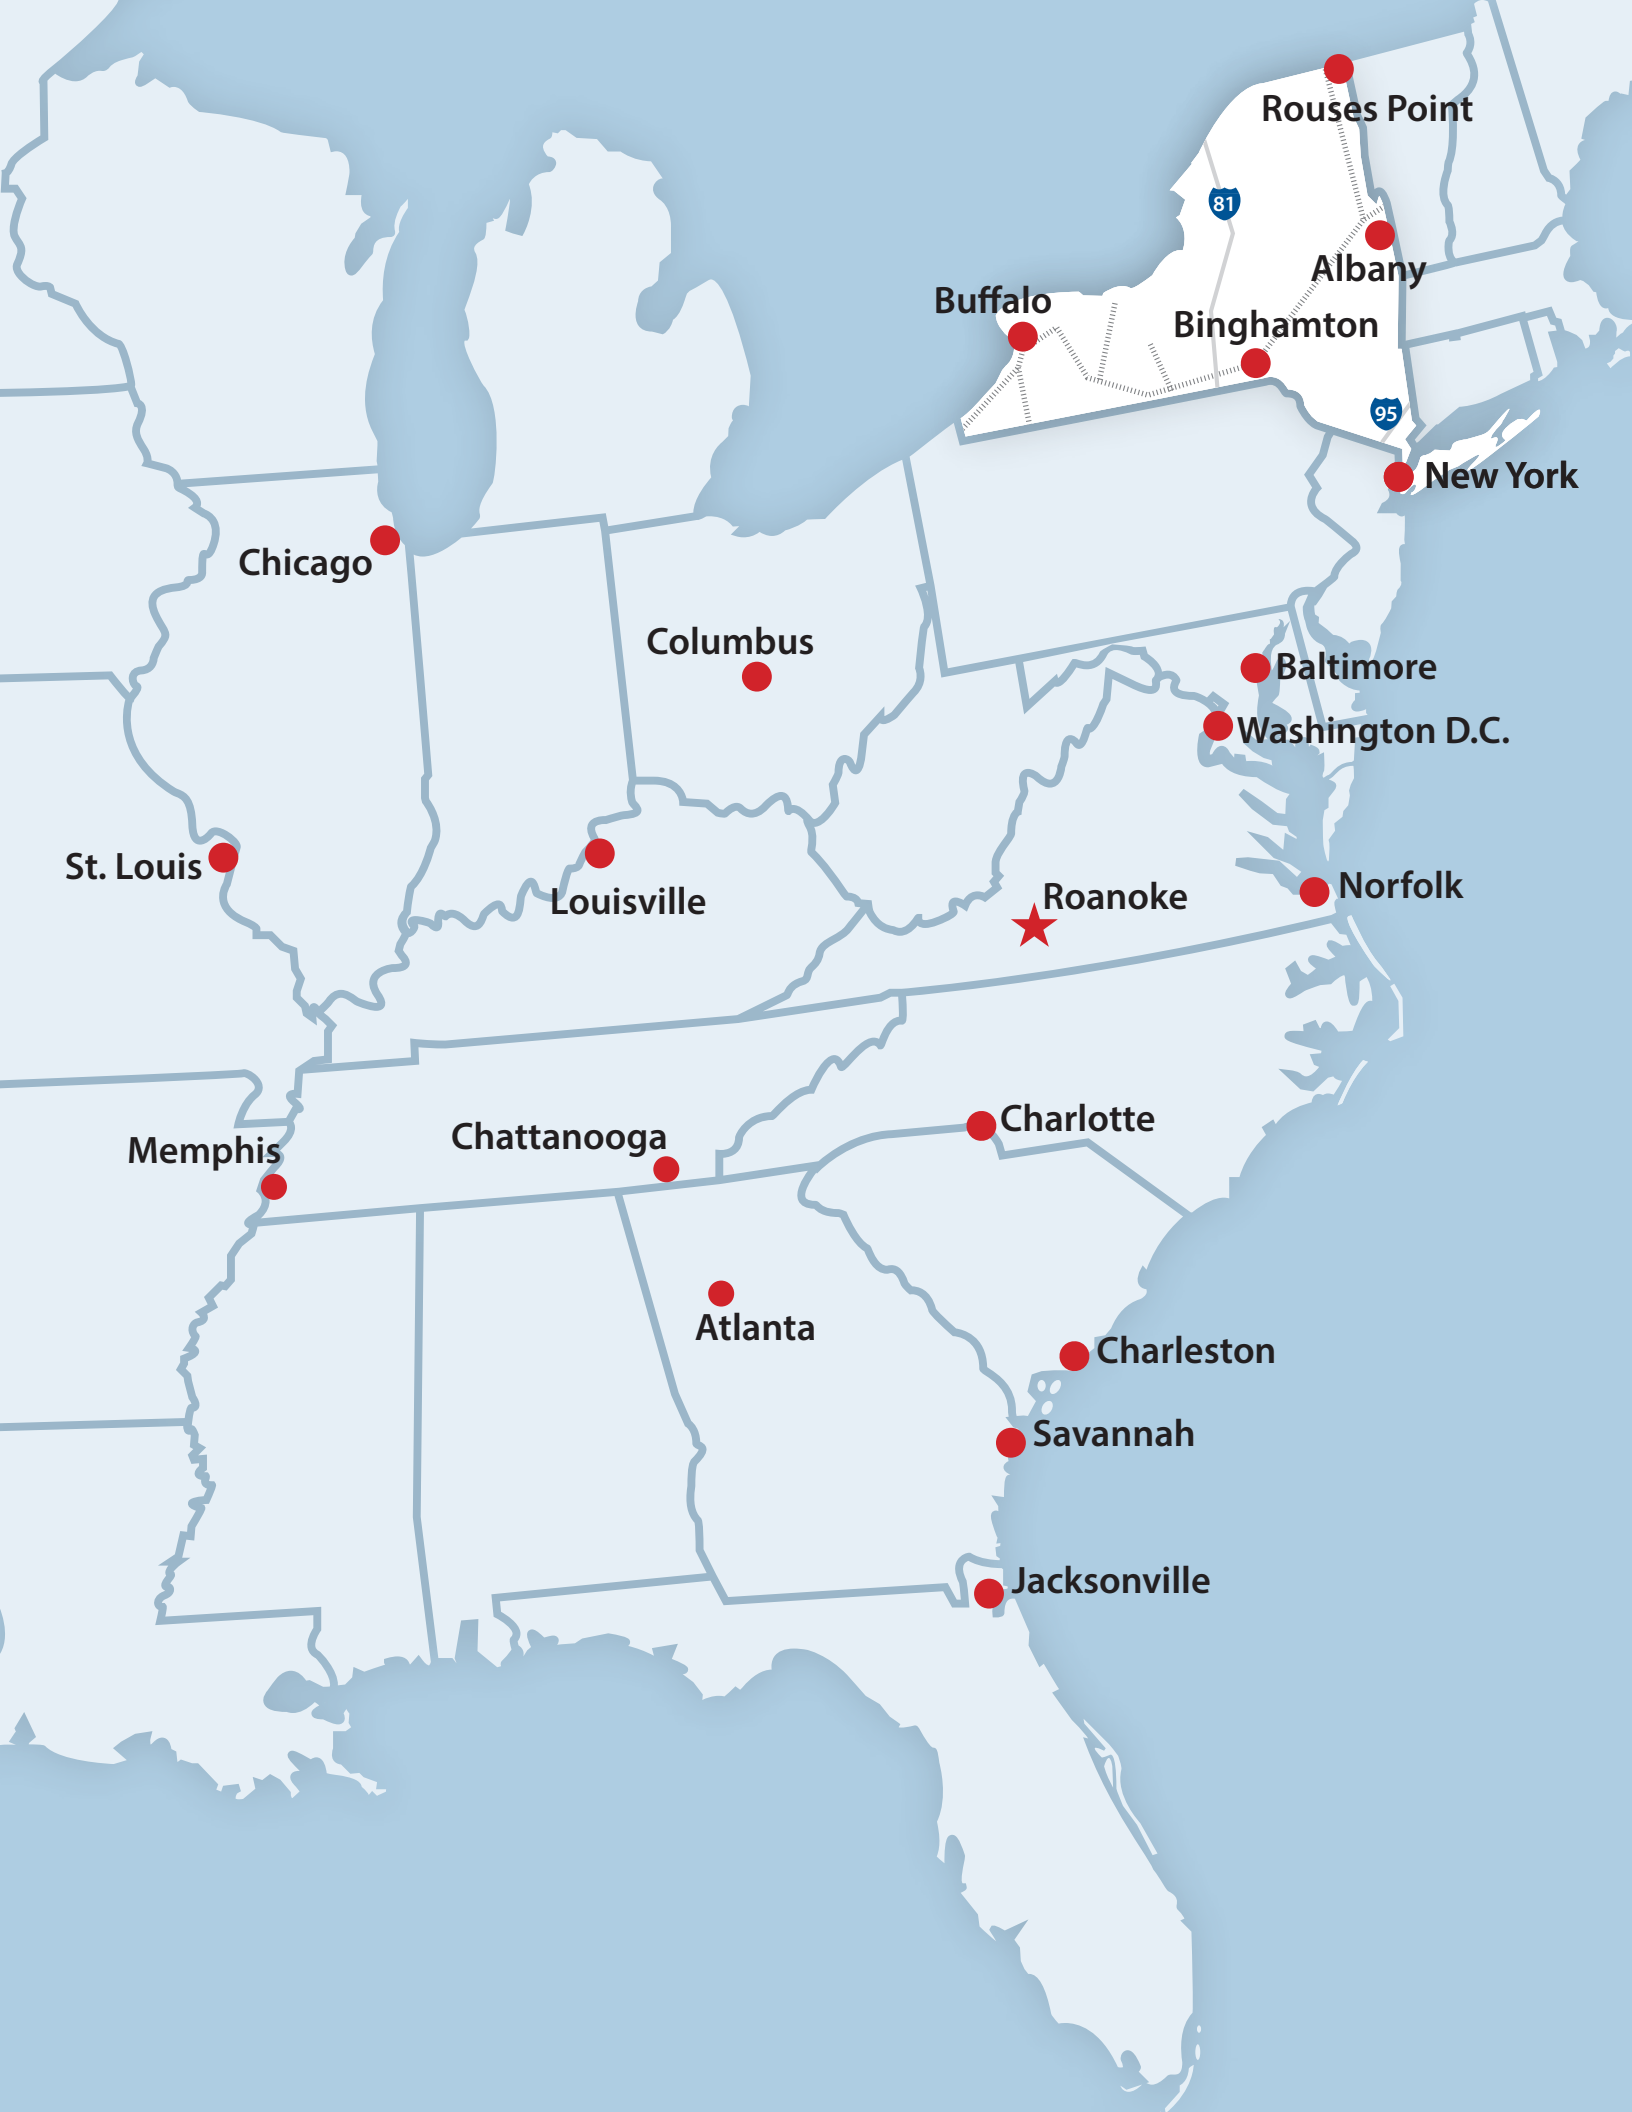 Rouses Point
81
Albany
Buffalo
Binghamton
95
New York
Chicago
Columbus
Baltimore
Washington D.C.
St. Louis
Louisville
Roanoke
Norfolk
Charlotte
Chattanooga
Memphis
Atlanta
Charleston
Savannah
Jacksonville